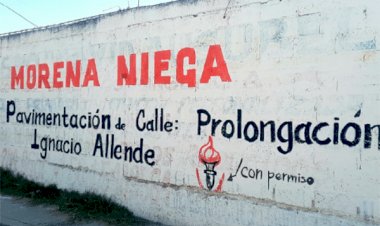 MORENA NIEGA
Pavimentación de Calle: Prolongación
Ignacio Allende
/con permiso